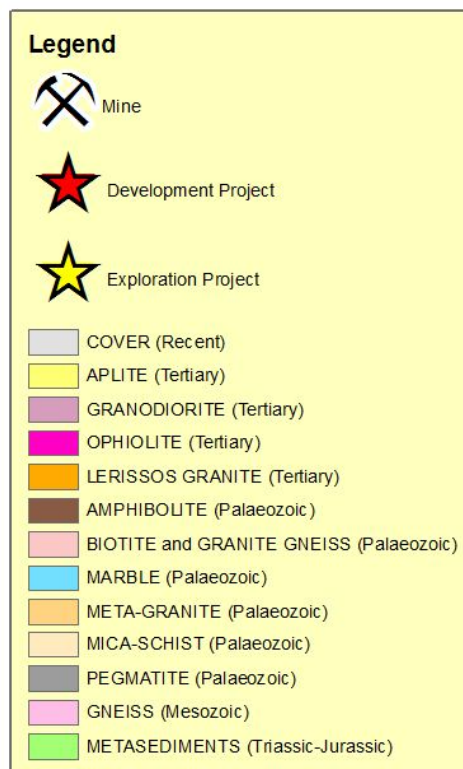 Legend
Mine
Development Project
Exploration Project
COVER (Recent)
APLITE (Tertiary)
GRANODIORITE (Tertiary)
OPHIOLITE (Tertiary)
LERISSOS GRANITE (Tertiary)
AMPHIBOLITE (Palaeozoic)
BIOTITE and GRANITE GNEISS (Palaeozoic)
MARBLE (Palaeozoic)
META-GRANITE (Palaeozoic)
MICA-SCHIST (Palaeozoic)
PEGMATITE (Palaeozoic)
GNEISS (Mesozoic)
METASEDIMENTS (Triassic-Jurassic)